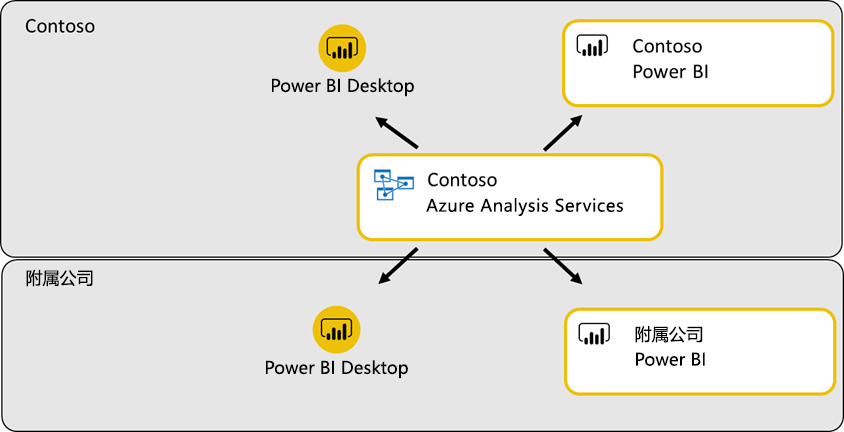 Contoso
Power BI Desktop
Contoso
Power BI
Contoso
Azure Analysis Services
附属公司
Power BI Desktop
附属公司
Power BI